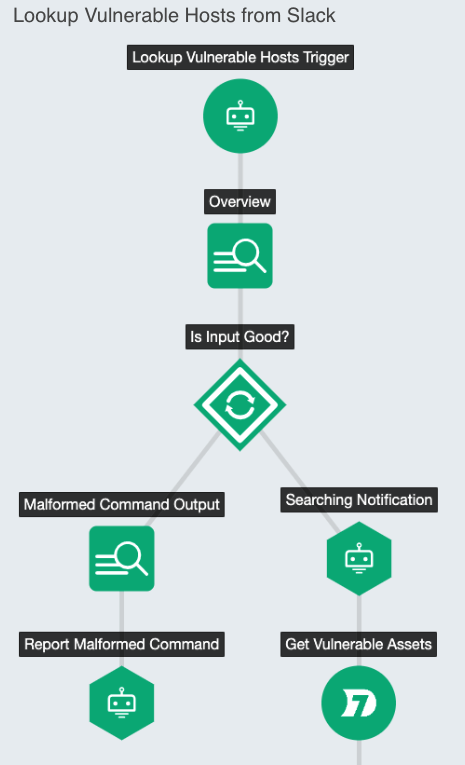 Lookup Vulnerable Hosts from Slack
Lookup Vulnerable Hosts Trigger
Overview
Is Input Good?
Malformed Command Output
Searching Notification
Report Malformed Command
Get Vulnerable Assets